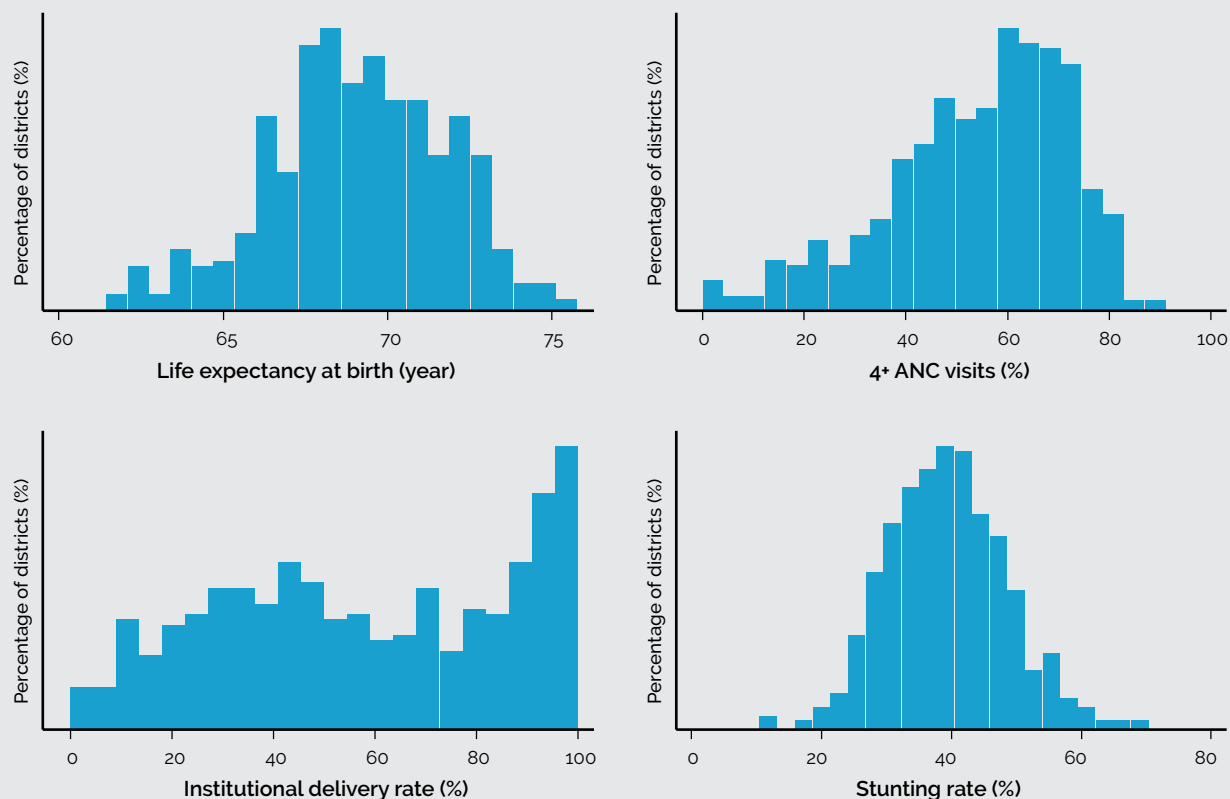 Percentage of districts (%)
60 65 70 75
Life expectancy at birth (year)
Percentage of districts (%)
0 20 40 60 80 100
4+ ANC visits (%)
Percentage of districts (%)
0 20 40 60 80 100
Institutional delivery rate (%)
Percentage of districts (%)
0 20 40 60 80
Stunting rate (%)